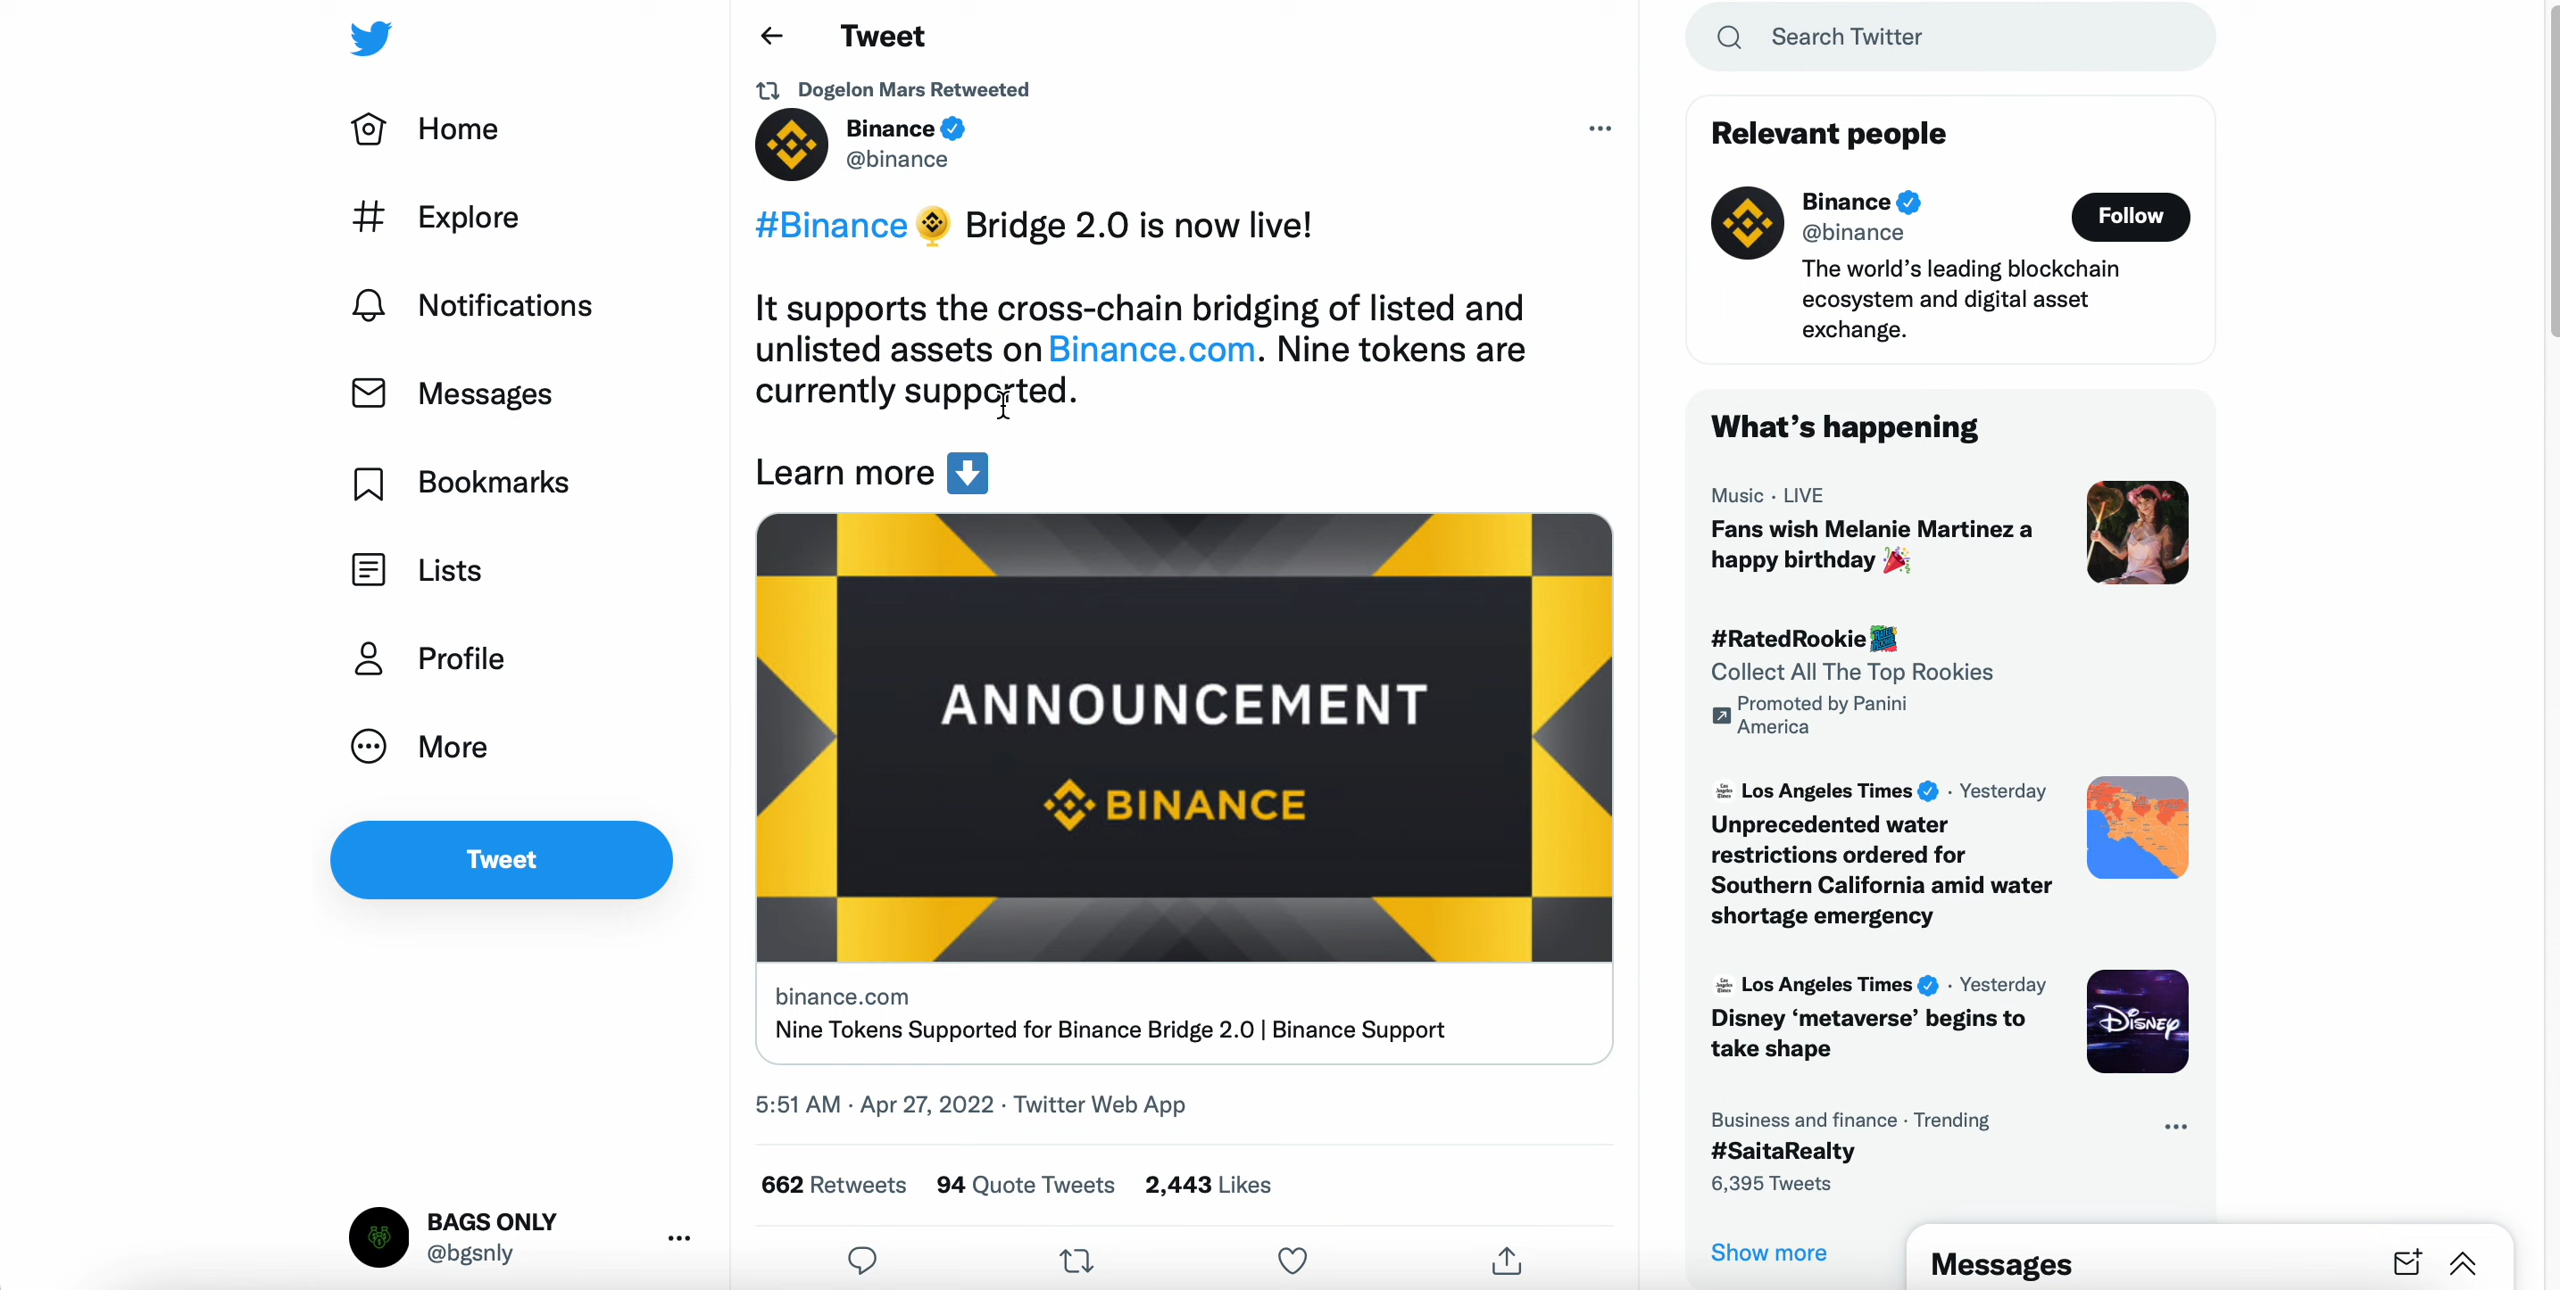 Home
Explore
Notifications
Messages
Bookmarks
Lists
Profile
More
Tweet
BAGS ONLY
@bgsnly
Tweet
Dogelon Mars Retweeted
Binance
@binance
#Binance Bridge 2.0 is now live!
It supports the cross-chain bridging of listed and
unlisted assets on Binance.com. Nine tokens are
currently supported.
Learn more
ANNOUNCEMENT
BINANCE
binance.com
Nine Tokens Supported for Binance Bridge 2.0 | Binance Support
5:51 AM · Apr 27, 2022 · Twitter Web App
662 Retweets 94 Quote Tweets 2,443 Likes
Search Twitter
Relevant people
Binance
@binance
Follow
The world’s leading blockchain
ecosystem and digital asset
exchange.
What’s happening
Music · LIVE
Fans wish Melanie Martinez a
happy birthday
#RatedRookie
Collect All The Top Rookies
Promoted by Panini
America
Los Angeles Times · Yesterday
Unprecedented water
restrictions ordered for
Southern California amid water
shortage emergency
Los Angeles Times · Yesterday
Disney ‘metaverse’ begins to
take shape
DISNEY
Business and finance · Trending
#SaitaRealty
6,395 Tweets
Show more
Messages